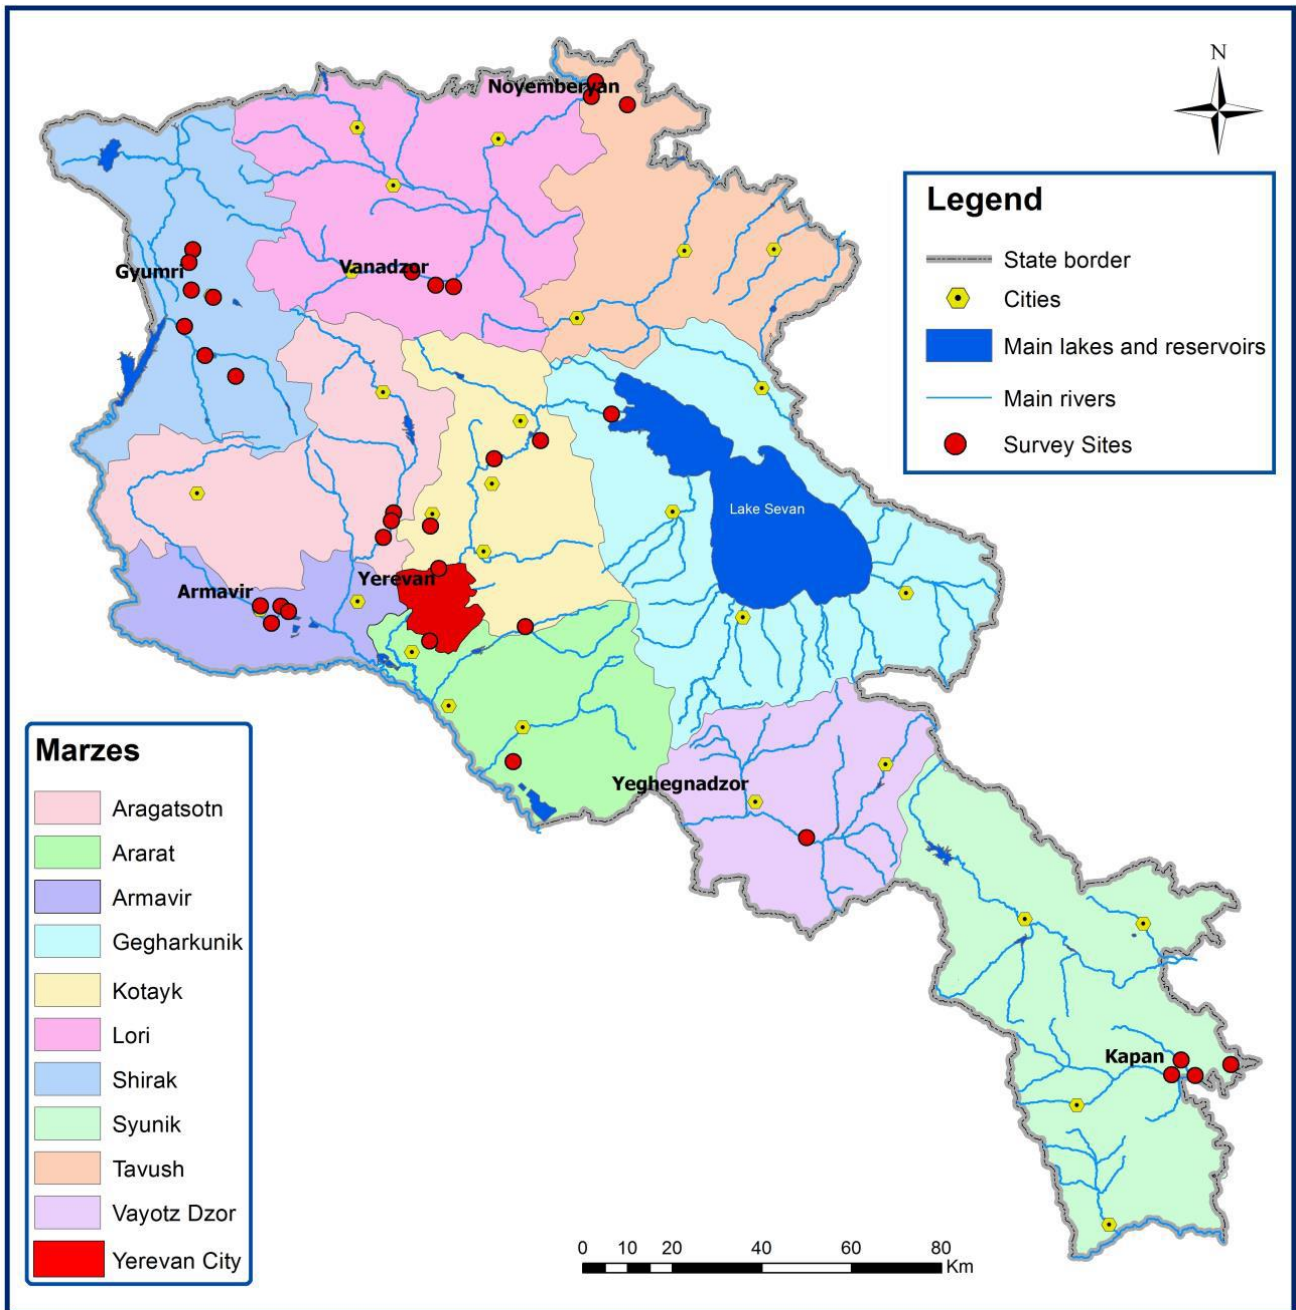 N
Noyemberyan
Gyumri
Vanadzor
Lake Sevan
Yerevan
Armavir
Yeghegnadzor
Kapan
Legend
State border
Cities
Main lakes and reservoirs
Main rivers
Survey Sites
Marzes
Aragatsotn
Ararat
Armavir
Gegharkunik
Kotayk
Lori
Shirak
Syunik
Tavush
Vayotz Dzor
Yerevan City
0 10 20 40 60 80
Km